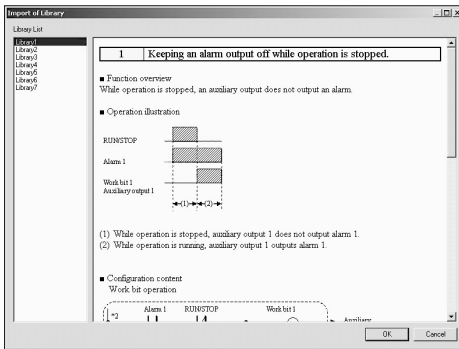 Import of Library
Library List
Library1
Library2
Library3
Library4
Library5
Library6
Library7
1 Keeping an alarm output off while operation is stopped.
■ Function overview
While operation is stopped, an auxiliary output does not output an alarm.
■ Operation illustration
RUN/STOP
Alarm 1
Work bit 1
Auxiliary output 1
(1) (2)
(1) While operation is stopped, auxiliary output 1 does not output alarm 1.
(2) While operation is running, auxiliary output 1 outputs alarm 1.
■ Configuration content
Work bit operation
*2 Alarm 1 RUN/STOP Work bit 1
Auxiliary
OK Cancel